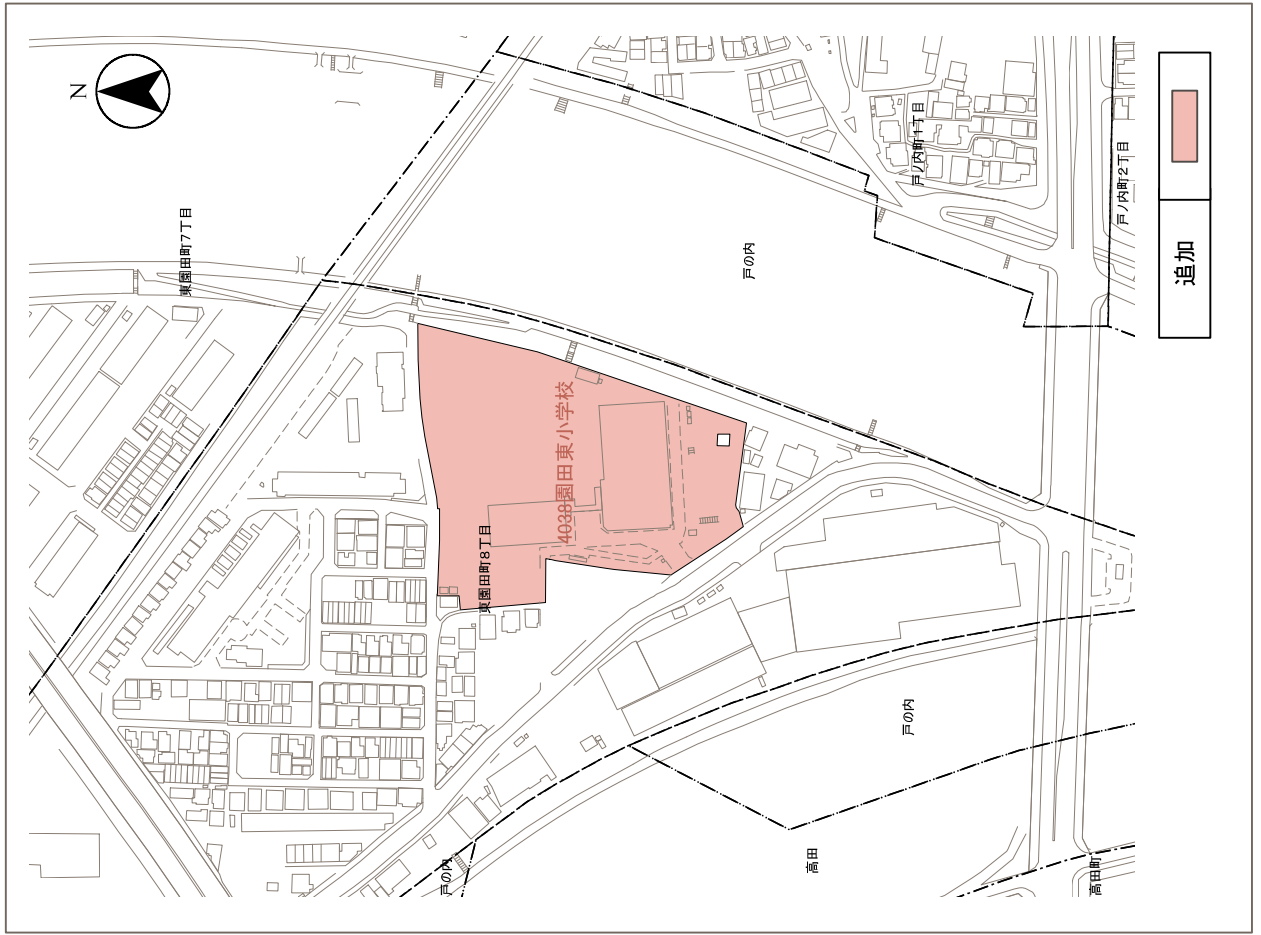 N
東園田町7丁目
戸ノ内町1丁目
戸ノ内町2丁目
戸の内
追加
4038園田東小学校
東園田町8丁目
戸の内
戸の内
高田
高田町